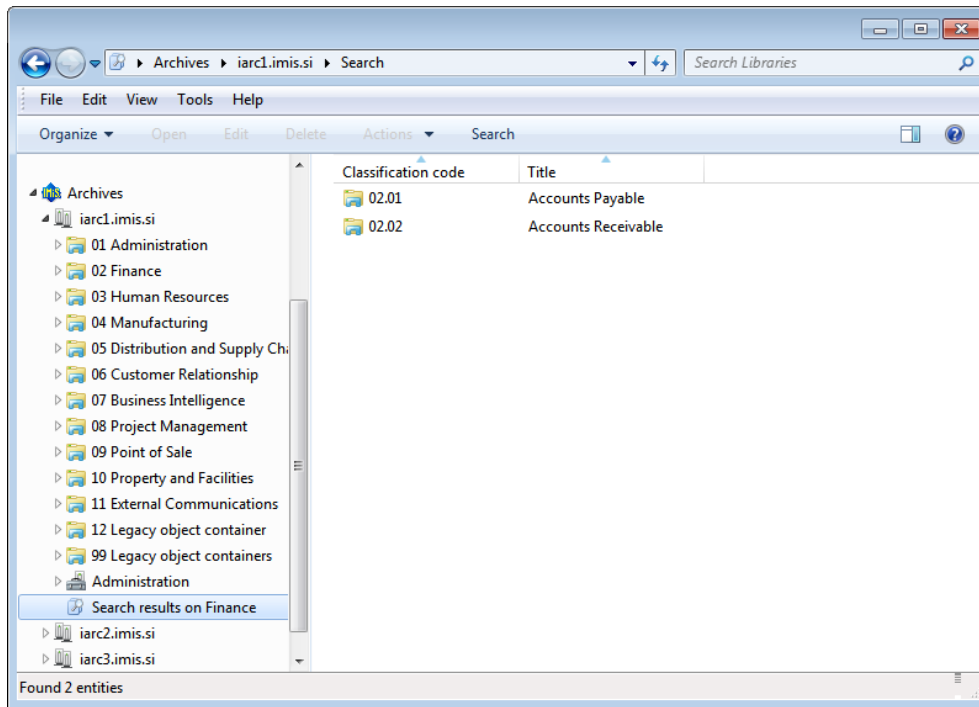 Archives iarc1.imis.si Search
Search Libraries
File Edit View Tools Help
Organize Open Edit Delete Actions Search
Archives
iarc1.imis.si
01 Administration
02 Finance
03 Human Resources
04 Manufacturing
05 Distribution and Supply Cha
06 Customer Relationship
07 Business Intelligence
08 Project Management
09 Point of Sale
10 Property and Facilities
11 External Communications
12 Legacy object container
99 Legacy object containers
Administration
Search results on Finance
iarc2.imis.si
iarc3.imis.si
Classification code Title
02.01 Accounts Payable
02.02 Accounts Receivable
Found 2 entities